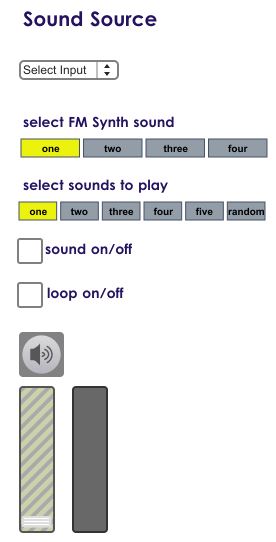 Sound Source
Select Input
select FM Synth sound
one two three four
select sounds to play
one two three four five random
sound on/off
loop on/off